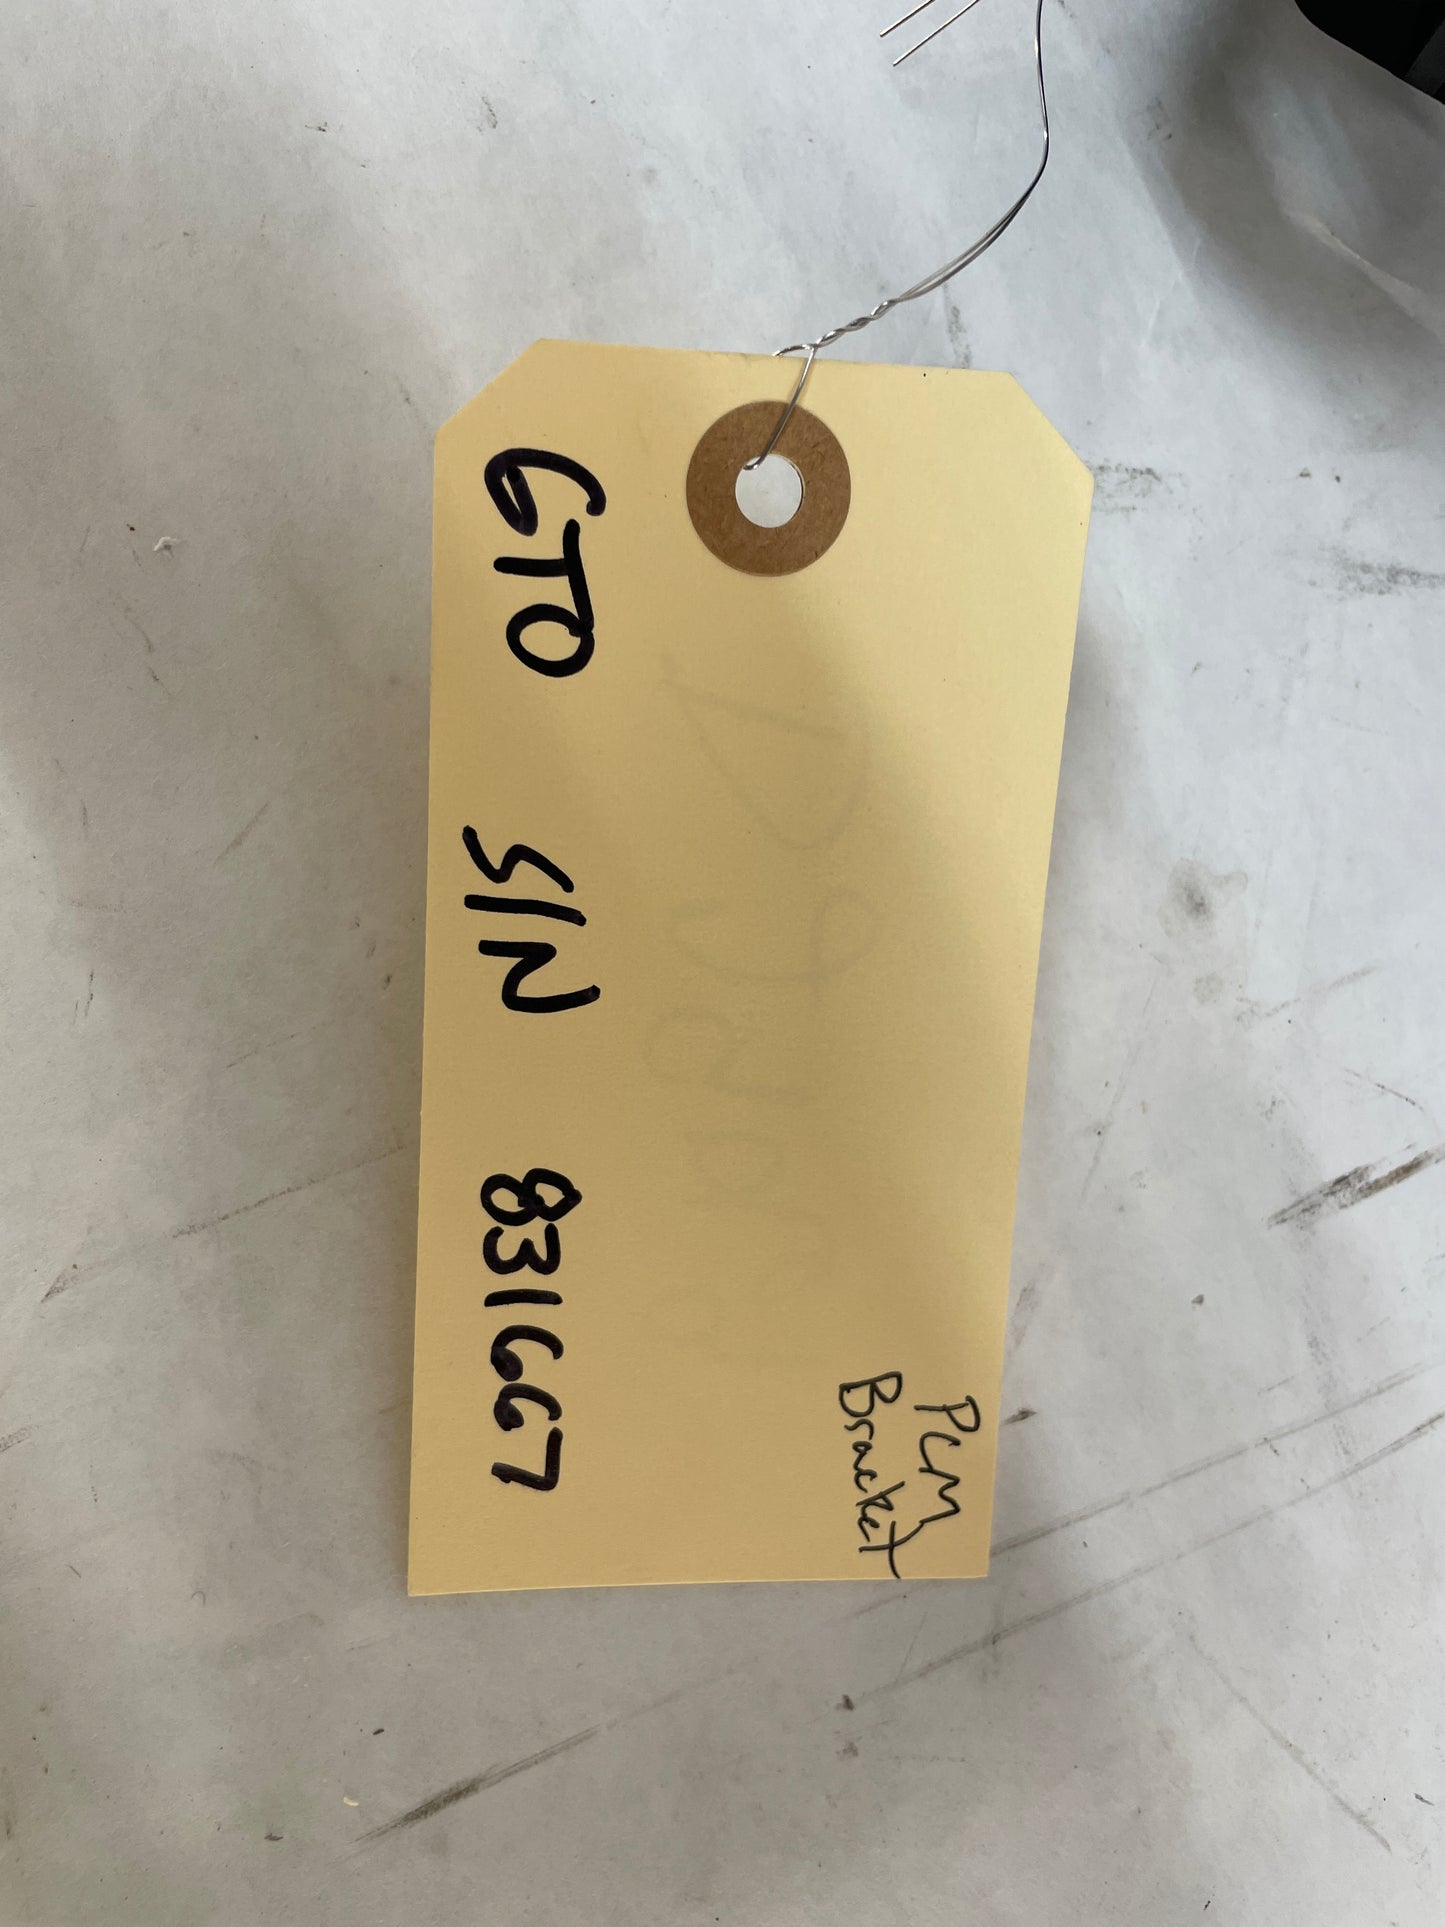 PCM
Bracket
GTO S/N 831667